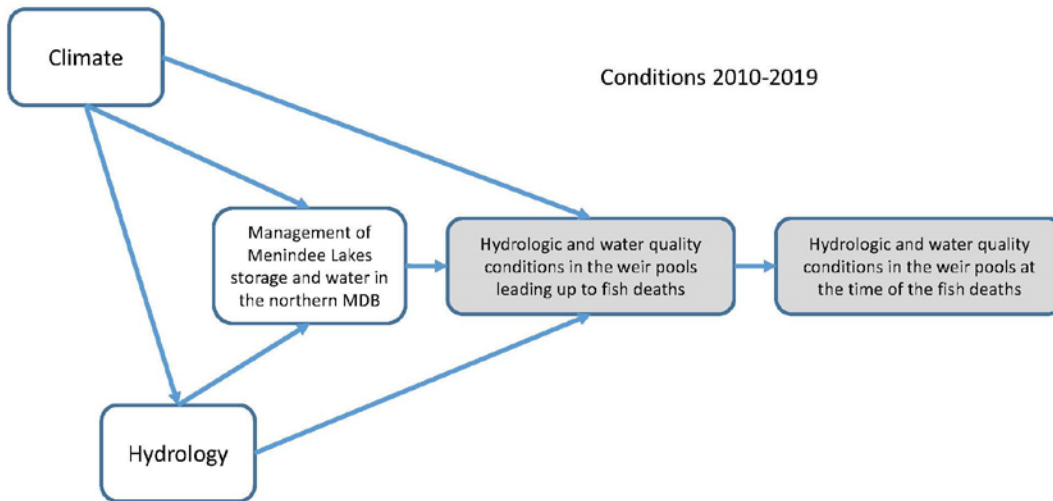 Climate
Conditions 2010-2019
Management of
Menindee Lakes
storage and water in
the northern MDB
Hydrologic and water quality
conditions in the weir pools
leading up to fish deaths
Hydrologic and water quality
conditions in the weir pools at
the time of the fish deaths
Hydrology